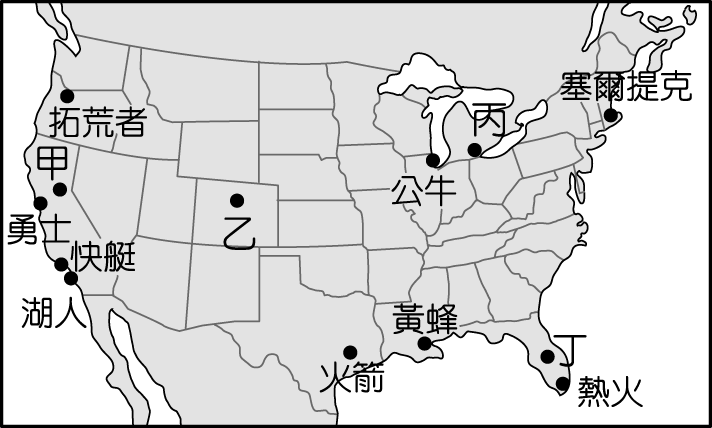 塞爾提克
拓荒者
丙
甲
公牛
勇士
乙
快艇
湖人
黃蜂
丁
火箭
熱火